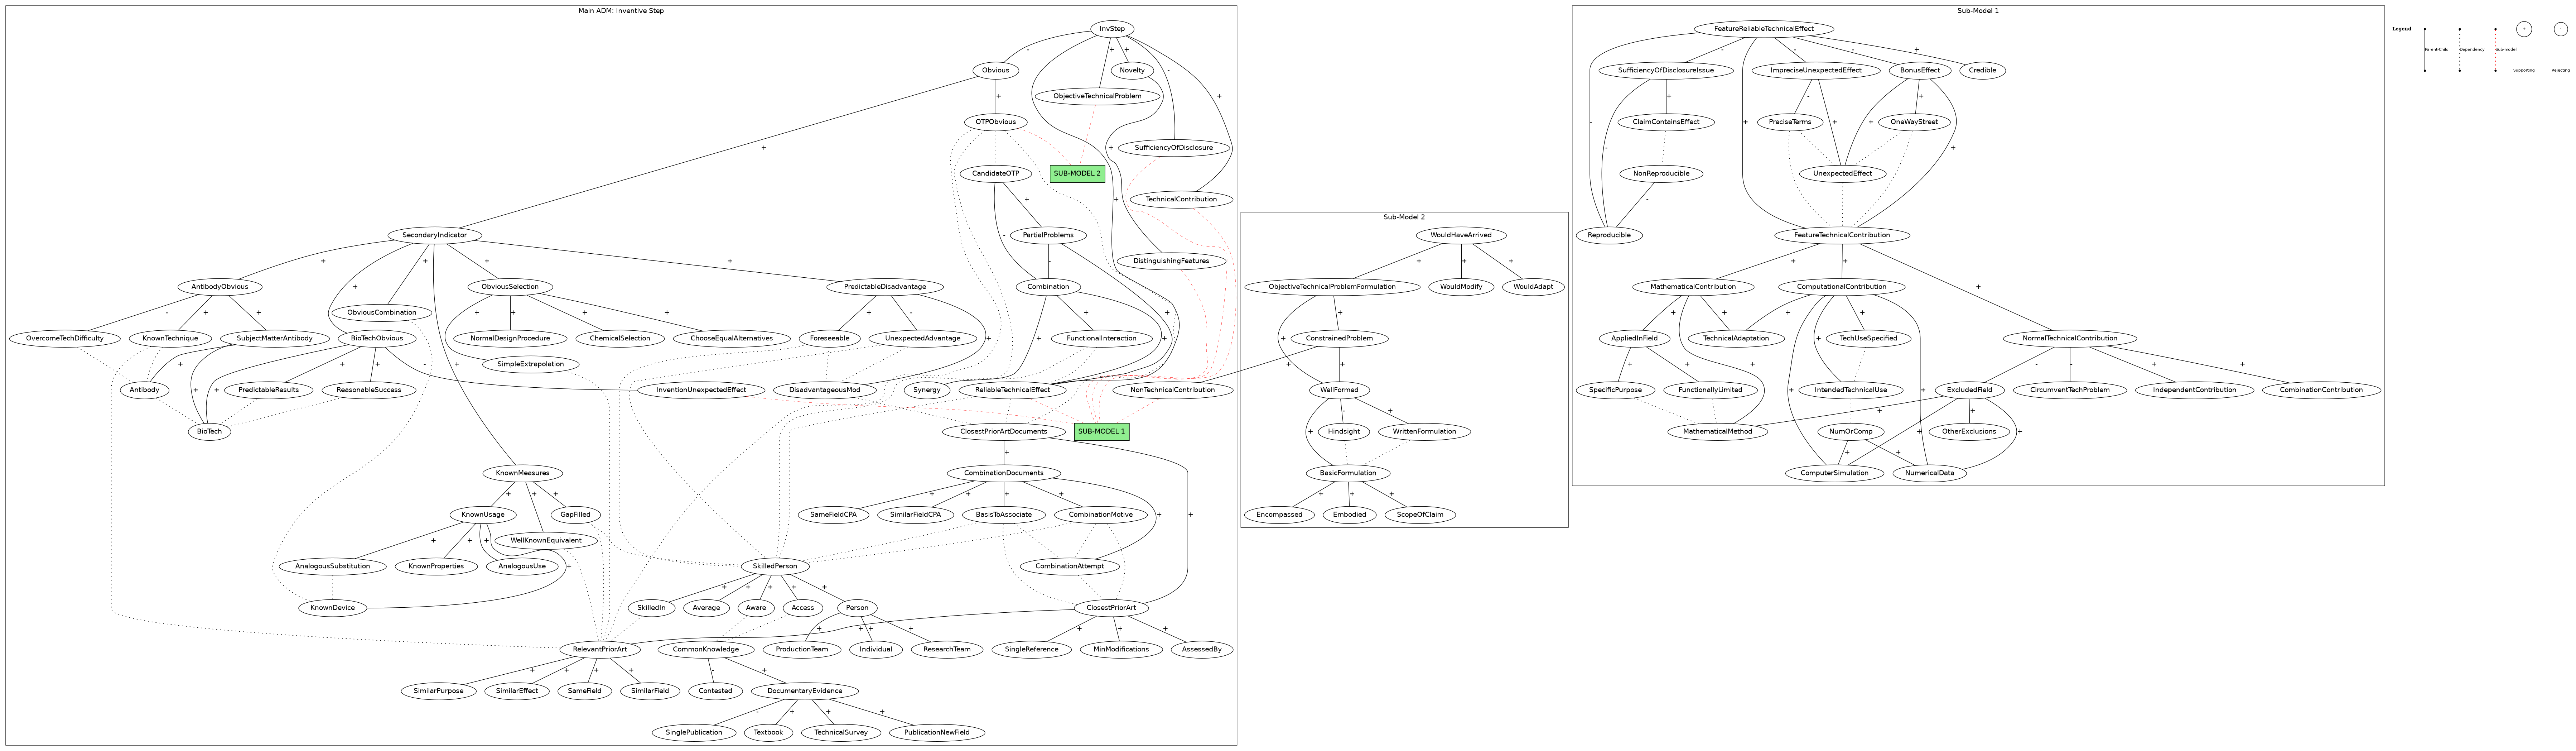 Main ADM: Inventive Step
InvStep
Obvious
Novelty
ObjectiveTechnicalProblem
OTPObvious
SufficiencyOfDisclosure
CandidateOTP
SUB-MODEL 2
TechnicalContribution
SecondaryIndicator
PartialProblems
DistinguishingFeatures
AntibodyObvious
ObviousSelection
PredictableDisadvantage
Combination
ObviousCombination
OvercomeTechDifficulty
KnownTechnique
SubjectMatterAntibody
BioTechObvious
NormalDesignProcedure
ChemicalSelection
ChooseEqualAlternatives
Foreseeable
UnexpectedAdvantage
FunctionalInteraction
SimpleExtrapolation
Antibody
PredictableResults
ReasonableSuccess
InventionUnexpectedEffect
DisadvantageousMod
Synergy
ReliableTechnicalEffect
NonTechnicalContribution
BioTech
ClosestPriorArtDocuments
SUB-MODEL 1
KnownMeasures
CombinationDocuments
KnownUsage
GapFilled
SameFieldCPA
SimilarFieldCPA
BasisToAssociate
CombinationMotive
WellKnownEquivalent
AnalogousSubstitution
KnownProperties
AnalogousUse
SkilledPerson
CombinationAttempt
KnownDevice
SkilledIn
Average
Aware
Access
Person
ClosestPriorArt
RelevantPriorArt
CommonKnowledge
ProductionTeam
Individual
ResearchTeam
SingleReference
MinModifications
AssessedBy
SimilarPurpose
SimilarEffect
SameField
SimilarField
Contested
DocumentaryEvidence
SinglePublication
Textbook
TechnicalSurvey
PublicationNewField
Sub-Model 2
WouldHaveArrived
ObjectiveTechnicalProblemFormulation
WouldModify
WouldAdapt
ConstrainedProblem
WellFormed
Hindsight
WrittenFormulation
BasicFormulation
Encompassed
Embodied
ScopeOfClaim
Sub-Model 1
FeatureReliableTechnicalEffect
SufficiencyOfDisclosureIssue
ImpreciseUnexpectedEffect
BonusEffect
Credible
ClaimContainsEffect
PreciseTerms
OneWayStreet
NonReproducible
UnexpectedEffect
Reproducible
FeatureTechnicalContribution
MathematicalContribution
ComputationalContribution
AppliedInField
TechnicalAdaptation
TechUseSpecified
NormalTechnicalContribution
SpecificPurpose
FunctionallyLimited
IntendedTechnicalUse
ExcludedField
CircumventTechProblem
IndependentContribution
CombinationContribution
MathematicalMethod
NumOrComp
OtherExclusions
ComputerSimulation
NumericalData
Legend
Parent-Child
Dependency
Sub-model
+
Supporting
-
Rejecting